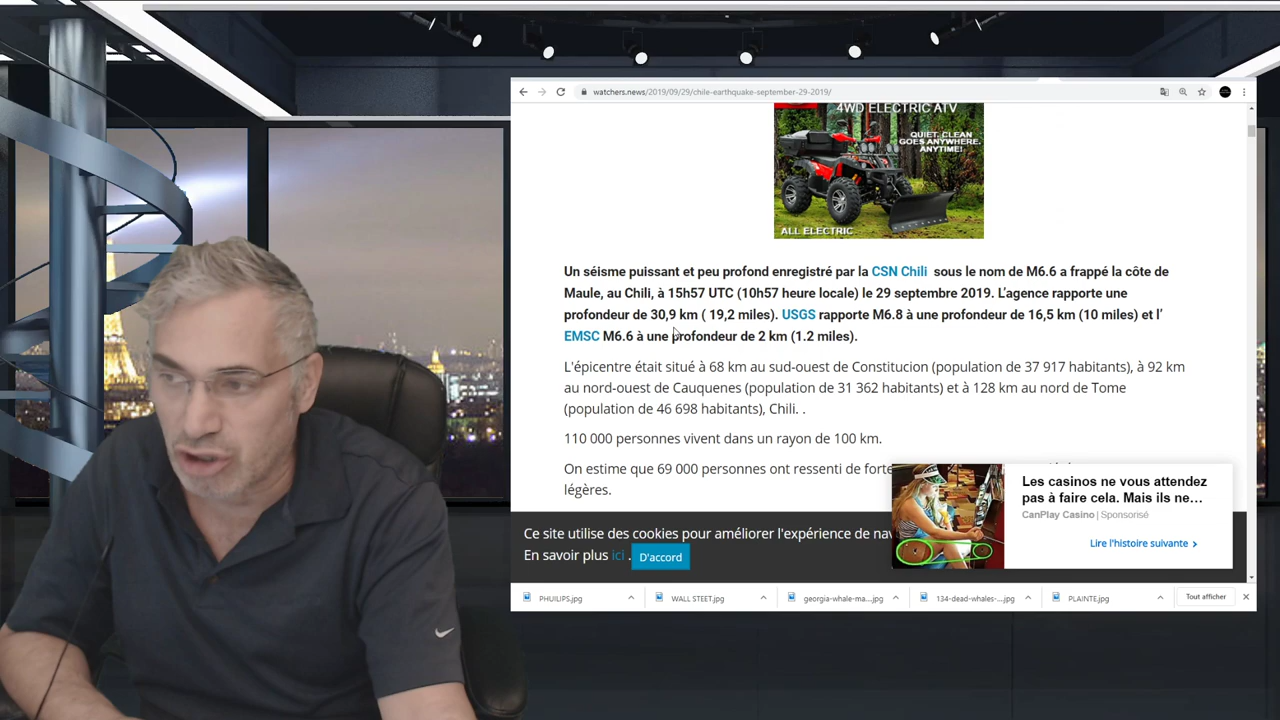 watchers.news/2019/09/29/chile-earthquake-september-29-2019/
4WD ELECTRIC ATV
QUIET. CLEAN
GOES ANYWHERE.
ANYTIME!
ALL ELECTRIC
Un séisme puissant et peu profond enregistré par la CSN Chili sous le nom de M6.6 a frappé la côte de
Maule, au Chili, à 15h57 UTC (10h57 heure locale) le 29 septembre 2019. L'agence rapporte une
profondeur de 30,9 km ( 19,2 miles). USGS rapporte M6.8 à une profondeur de 16,5 km (10 miles) et l'
EMSC M6.6 à une profondeur de 2 km (1.2 miles).
L'épicentre était situé à 68 km au sud-ouest de Constitucion (population de 37 917 habitants), à 92 km
au nord-ouest de Cauquenes (population de 31 362 habitants) et à 128 km au nord de Tome
(population de 46 698 habitants), Chili. .
110 000 personnes vivent dans un rayon de 100 km.
On estime que 69 000 personnes ont ressenti de forte
légères.
Les casinos ne vous attendez
pas à faire cela. Mais ils ne…
CanPlay Casino | Sponsorisé
Lire l'histoire suivante >
Ce site utilise des cookies pour améliorer l'expérience de nav
En savoir plus ici .
D'accord
PHUILIPS.jpg
WALL STEET.jpg
georgia-whale-ma....jpg
134-dead-whales-....jpg
PLAINTE.jpg
Tout afficher